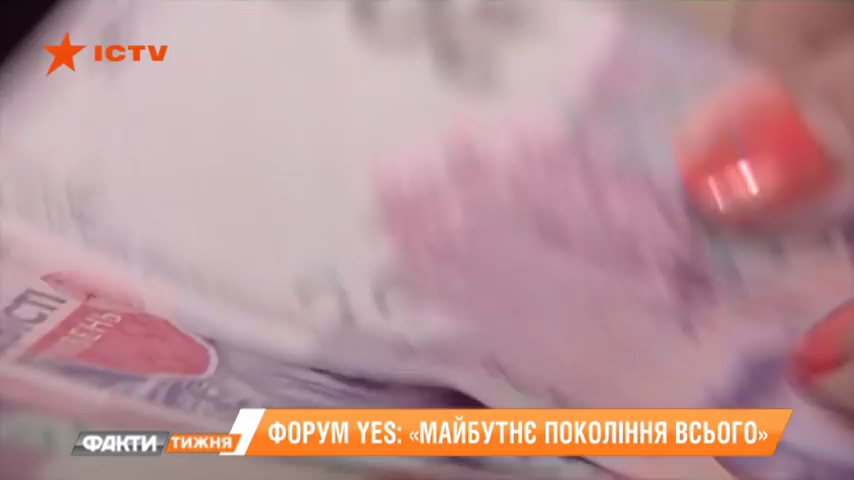 ICTV
ФАКТИ ТИЖНЯ
ФОРУМ YES: «МАЙБУТНЄ ПОКОЛІННЯ ВСЬОГО»